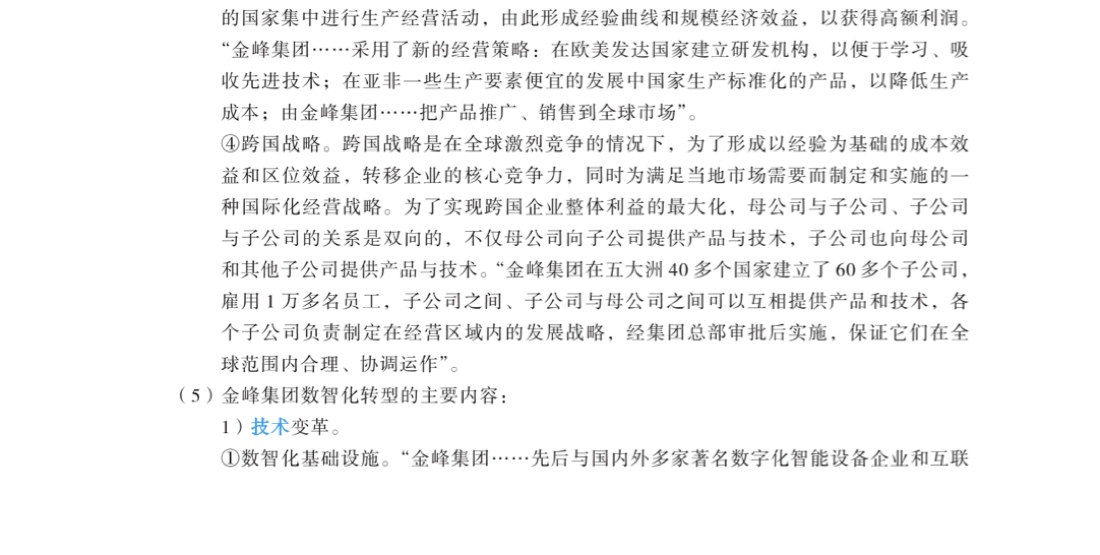 的国家集中进行生产经营活动，由此形成经验曲线和规模经济效益，以获得高额利润。
“金峰集团……采用了新的经营策略：在欧美发达国家建立研发机构，以便于学习、吸
收先进技术；在亚非一些生产要素便宜的发展中国家生产标准化的产品，以降低生产
成本；由金峰集团……把产品推广、销售到全球市场”。
④跨国战略。跨国战略是在全球激烈竞争的情况下，为了形成以经验为基础的成本效
益和区位效益，转移企业的核心竞争力，同时为满足当地市场需要而制定和实施的一
种国际化经营战略。为了实现跨国企业整体利益的最大化，母公司与子公司、子公司
与子公司的关系是双向的，不仅母公司向子公司提供产品与技术，子公司也向母公司
和其他子公司提供产品与技术。“金峰集团在五大洲 40 多个国家建立了 60 多个子公司，
雇用 1 万多名员工，子公司之间、子公司与母公司之间可以互相提供产品和技术，各
个子公司负责制定在经营区域内的发展战略，经集团总部审批后实施，保证它们在全
球范围内合理、协调运作”。
（5）金峰集团数智化转型的主要内容：
1）技术变革。
①数智化基础设施。“金峰集团……先后与国内外多家著名数字化智能设备企业和互联